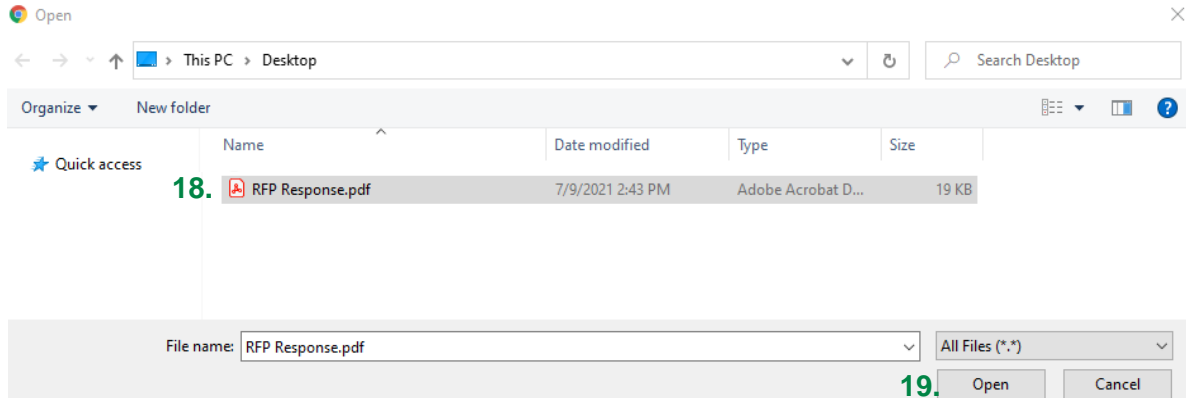 Open
This PC > Desktop
Search Desktop
Organize
New folder
Name
Date modified
Type
Size
Quick access
18.
RFP Response.pdf
7/9/2021 2:43 PM
Adobe Acrobat D...
19 KB
File name:
RFP Response.pdf
All Files (*.*)
19.
Open
Cancel